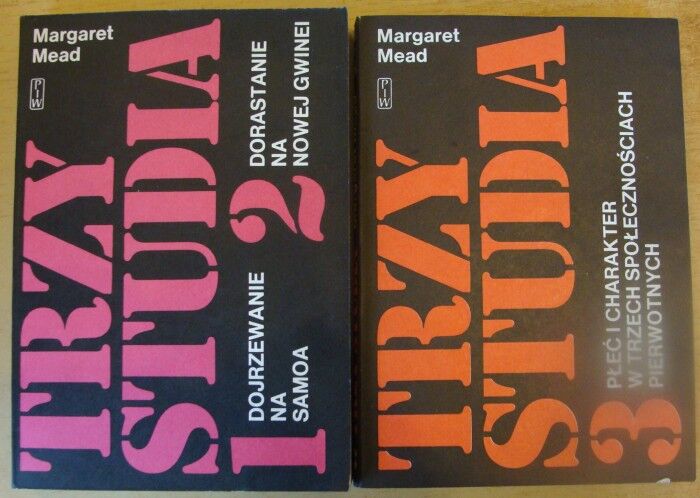 Margaret
Mead
PIW
TRZY
STUDIA
1
DOJRZEWANIE
NA
SAMOA
2
DORASTANIE
NA
NOWEJ GWINEI
Margaret
Mead
PIW
TRZY
STUDIA
3
PŁEĆ I CHARAKTER
W TRZECH SPOŁECZNOŚCIACH
PIERWOTNYCH